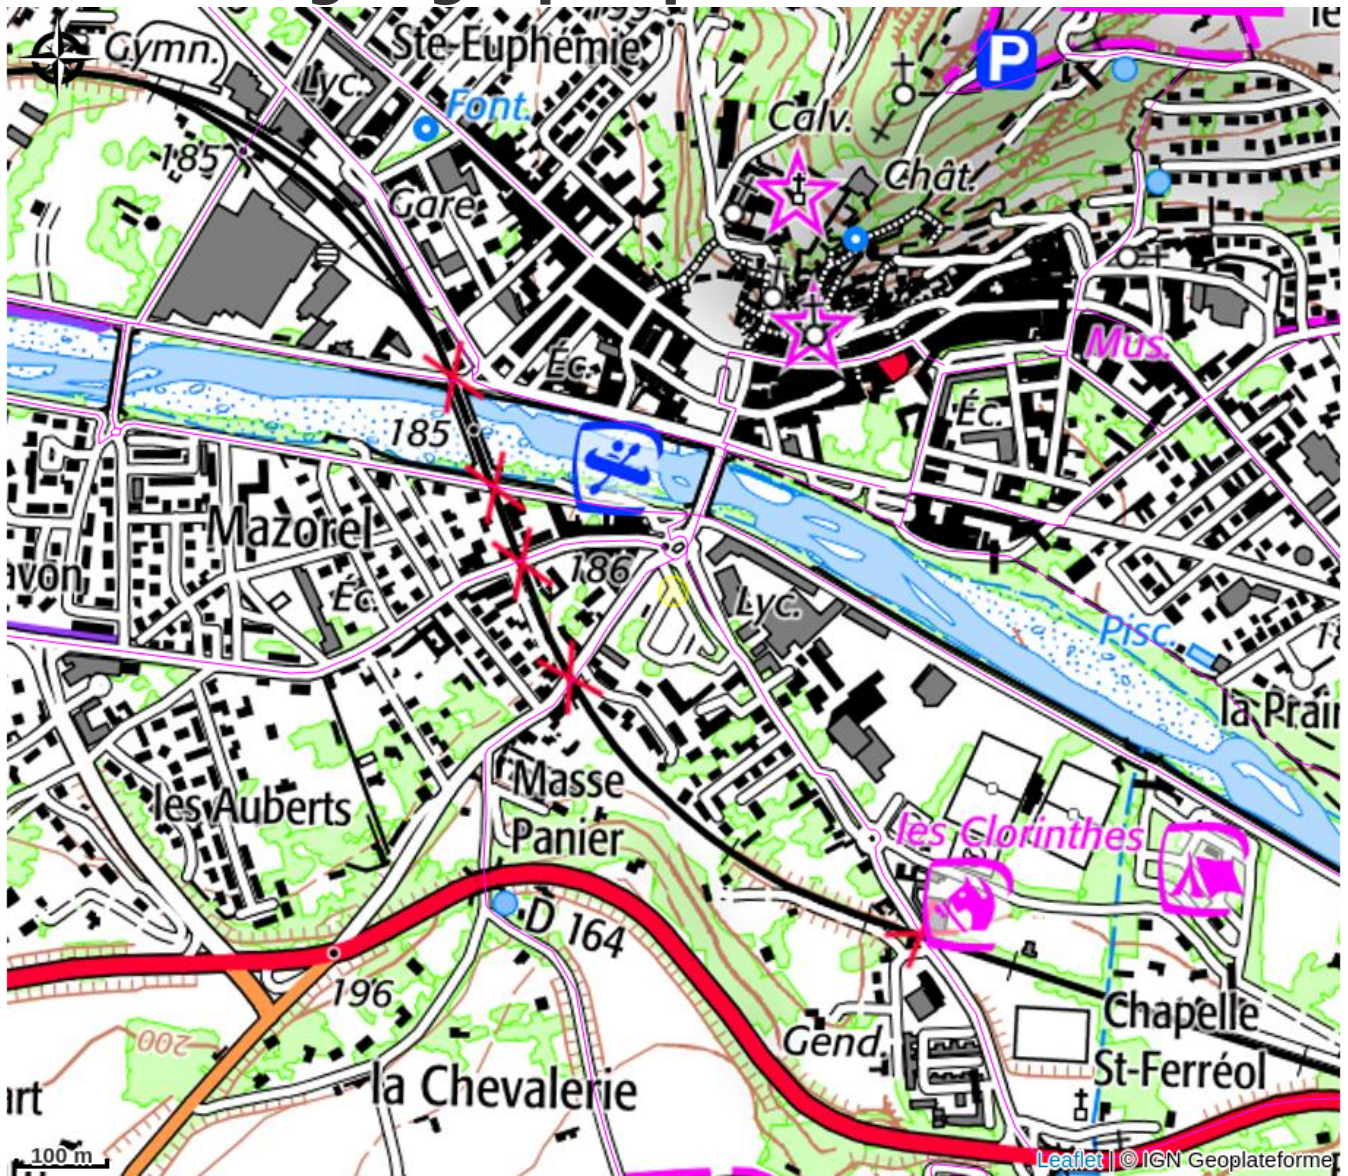 Gymn.
Ste-Euphémie
Lyc.
Font.
P
Calv.
185
Chât.
Gare
Mus.
Éc.
Éc.
185
Mazorel
avon
186
Éc.
Lyc.
Pisc.
la Prair
Masse
Panier
les Auberts
les Clorinthes
D 164
196
200
Gend.
Chapelle
St-Ferréol
la Chevalerie
art
100 m
Leaflet | © IGN Geoplateforme